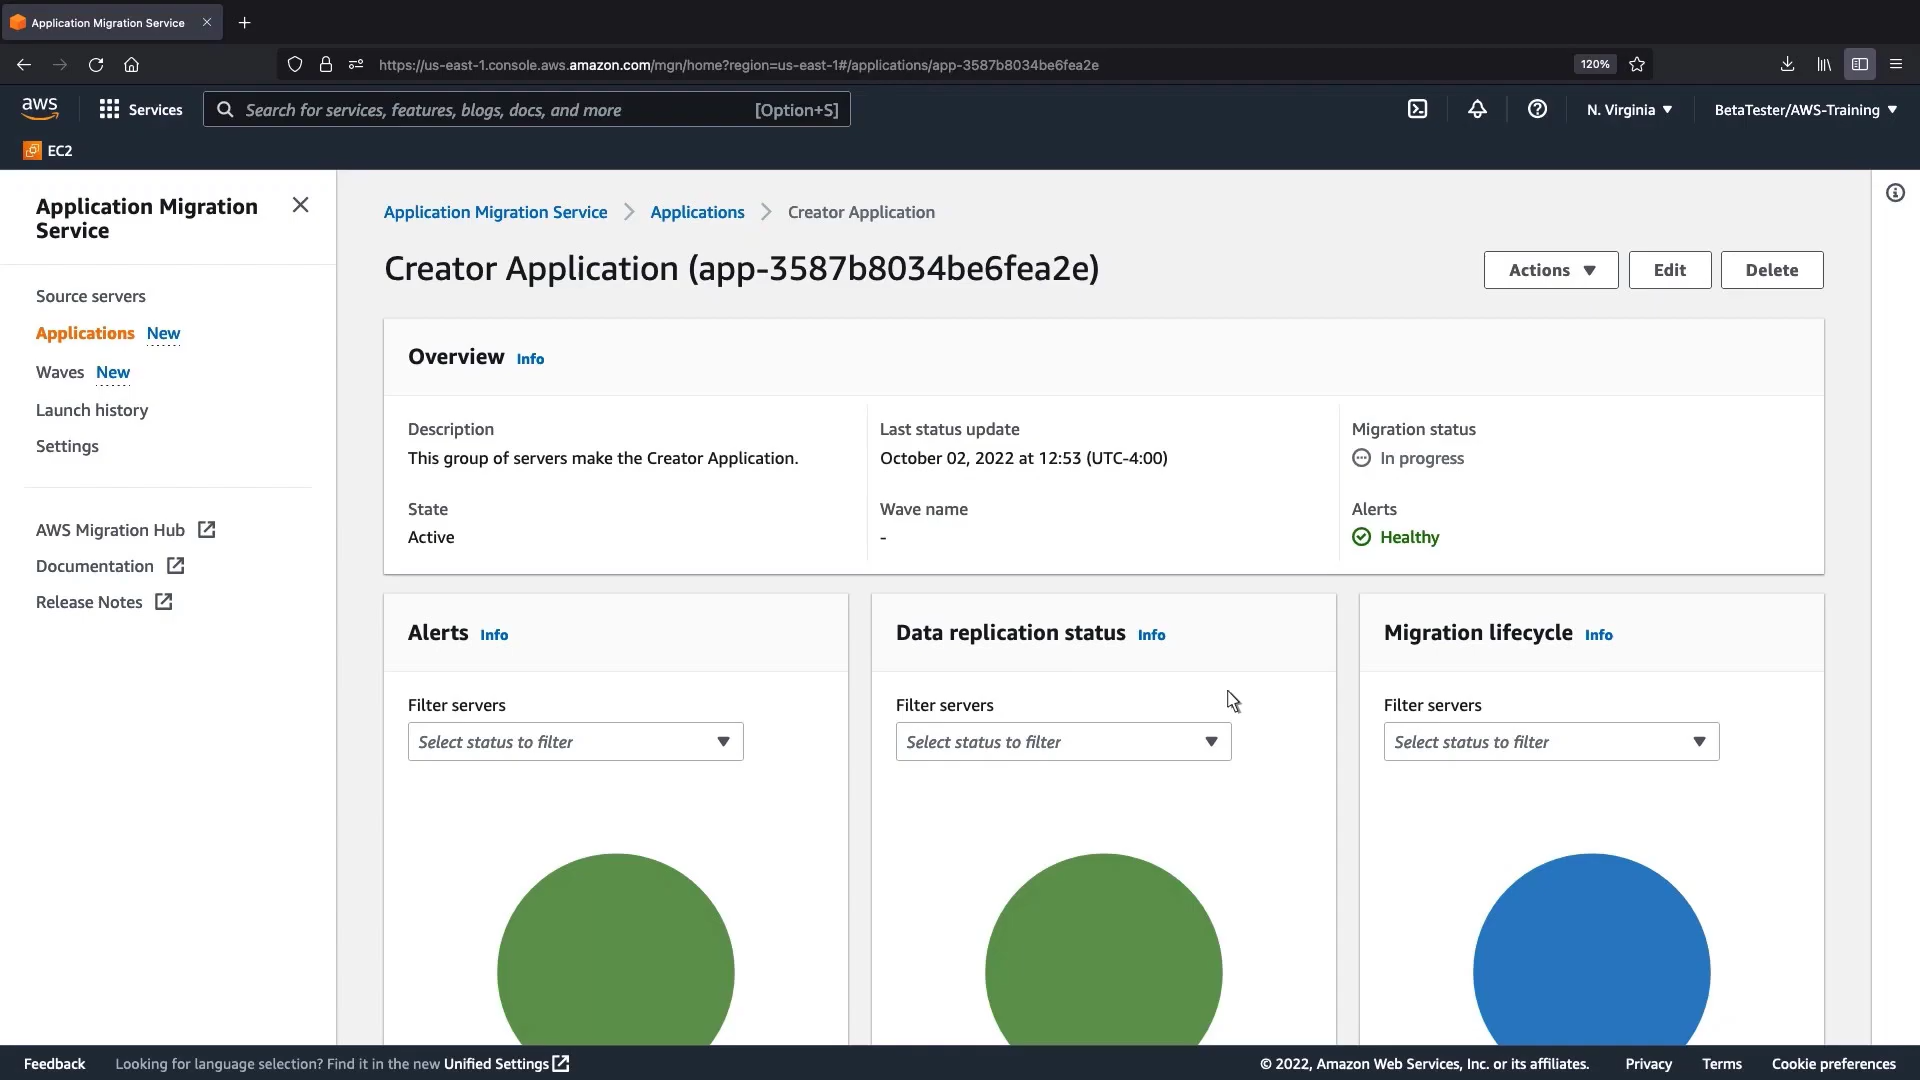 Application Migration Service
https://us-east-1.console.aws.amazon.com/mgn/home?region=us-east-1#/applications/app-3587b8034be6fea2e
120%
aws
Services
Search for services, features, blogs, docs, and more
[Option+S]
N. Virginia
BetaTester/AWS-Training
EC2
Application Migration
Service
Source servers
Applications New
Waves New
Launch history
Settings
AWS Migration Hub
Documentation
Release Notes
Application Migration Service
Applications
Creator Application
Creator Application (app-3587b8034be6fea2e)
Actions
Edit
Delete
Overview Info
Description
This group of servers make the Creator Application.
State
Active
Last status update
October 02, 2022 at 12:53 (UTC-4:00)
Wave name
-
Migration status
In progress
Alerts
Healthy
Alerts Info
Filter servers
Select status to filter
Data replication status Info
Filter servers
Select status to filter
Migration lifecycle Info
Filter servers
Select status to filter
Feedback
Looking for language selection? Find it in the new Unified Settings
© 2022, Amazon Web Services, Inc. or its affiliates.
Privacy
Terms
Cookie preferences